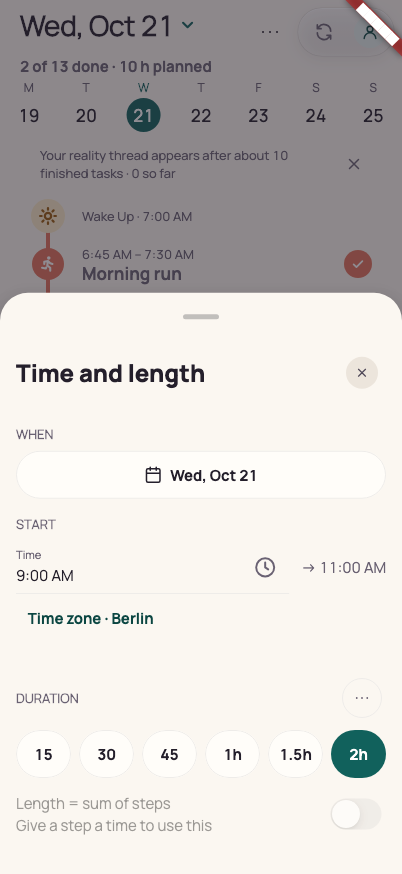 Wed, Oct 21
...
2 of 13 done · 10 h planned
M T W T F S S
19 20 21 22 23 24 25
Your reality thread appears after about 10
finished tasks · 0 so far
Wake Up · 7:00 AM
6:45 AM – 7:30 AM
Morning run
Time and length
WHEN
Wed, Oct 21
START
Time
9:00 AM → 11:00 AM
Time zone · Berlin
DURATION ...
15 30 45 1h 1.5h 2h
Length = sum of steps
Give a step a time to use this